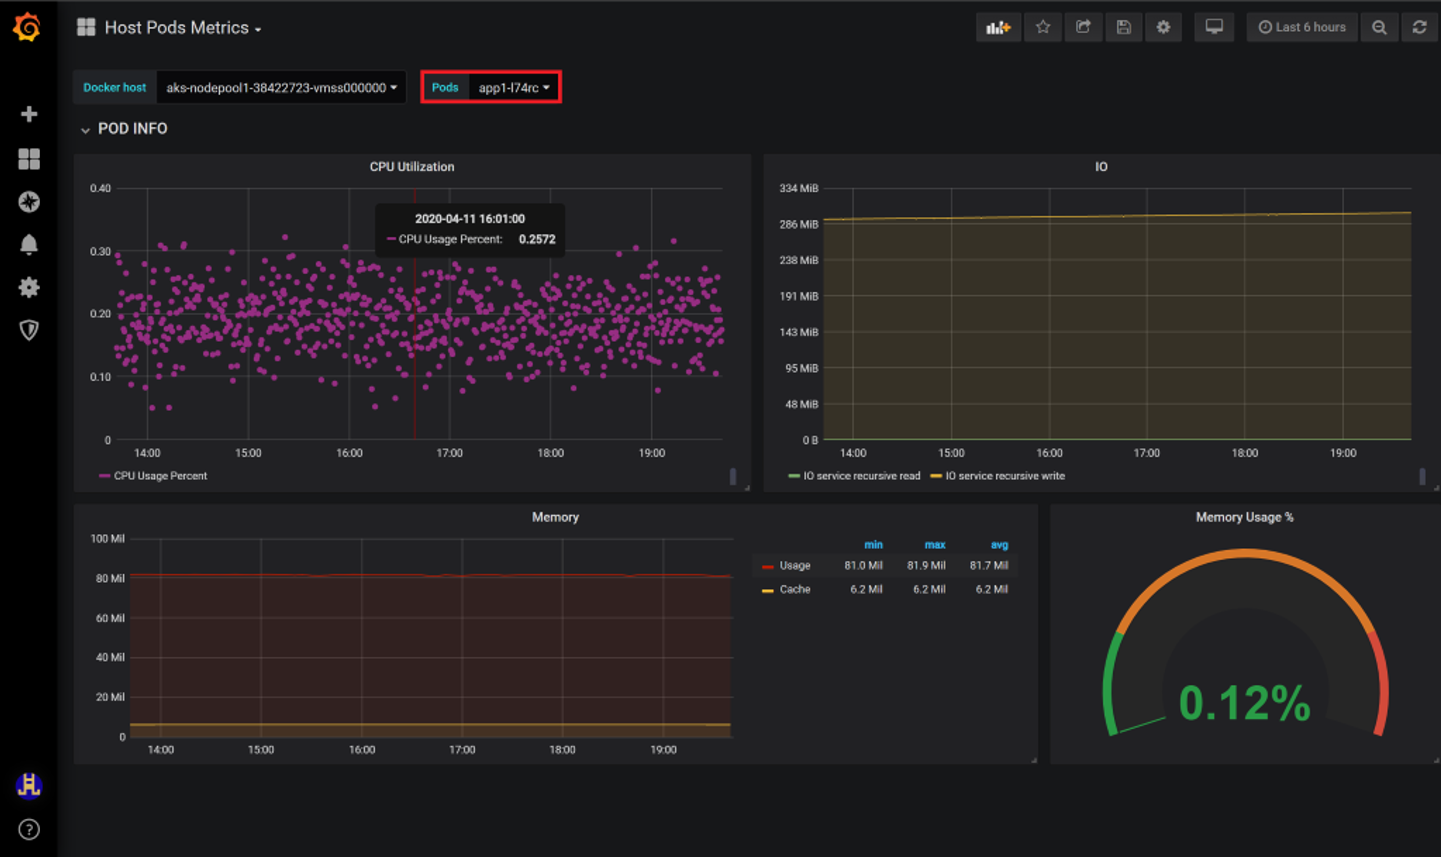 Host Pods Metrics
Last 6 hours
Docker host aks-nodepool1-38422723-vmss000000 Pods app1-l74rc
POD INFO
CPU Utilization
0.40
0.30
0.20
0.10
0
2020-04-11 16:01:00
CPU Usage Percent: 0.2572
14:00 15:00 16:00 17:00 18:00 19:00
CPU Usage Percent
IO
334 MiB
286 MiB
238 MiB
191 MiB
143 MiB
95 MiB
48 MiB
0 B
14:00 15:00 16:00 17:00 18:00 19:00
IO service recursive read IO service recursive write
Memory
100 Mil
80 Mil
60 Mil
40 Mil
20 Mil
0
14:00 15:00 16:00 17:00 18:00 19:00
min max avg
Usage 81.0 Mil 81.9 Mil 81.7 Mil
Cache 6.2 Mil 6.2 Mil 6.2 Mil
Memory Usage %
0.12%